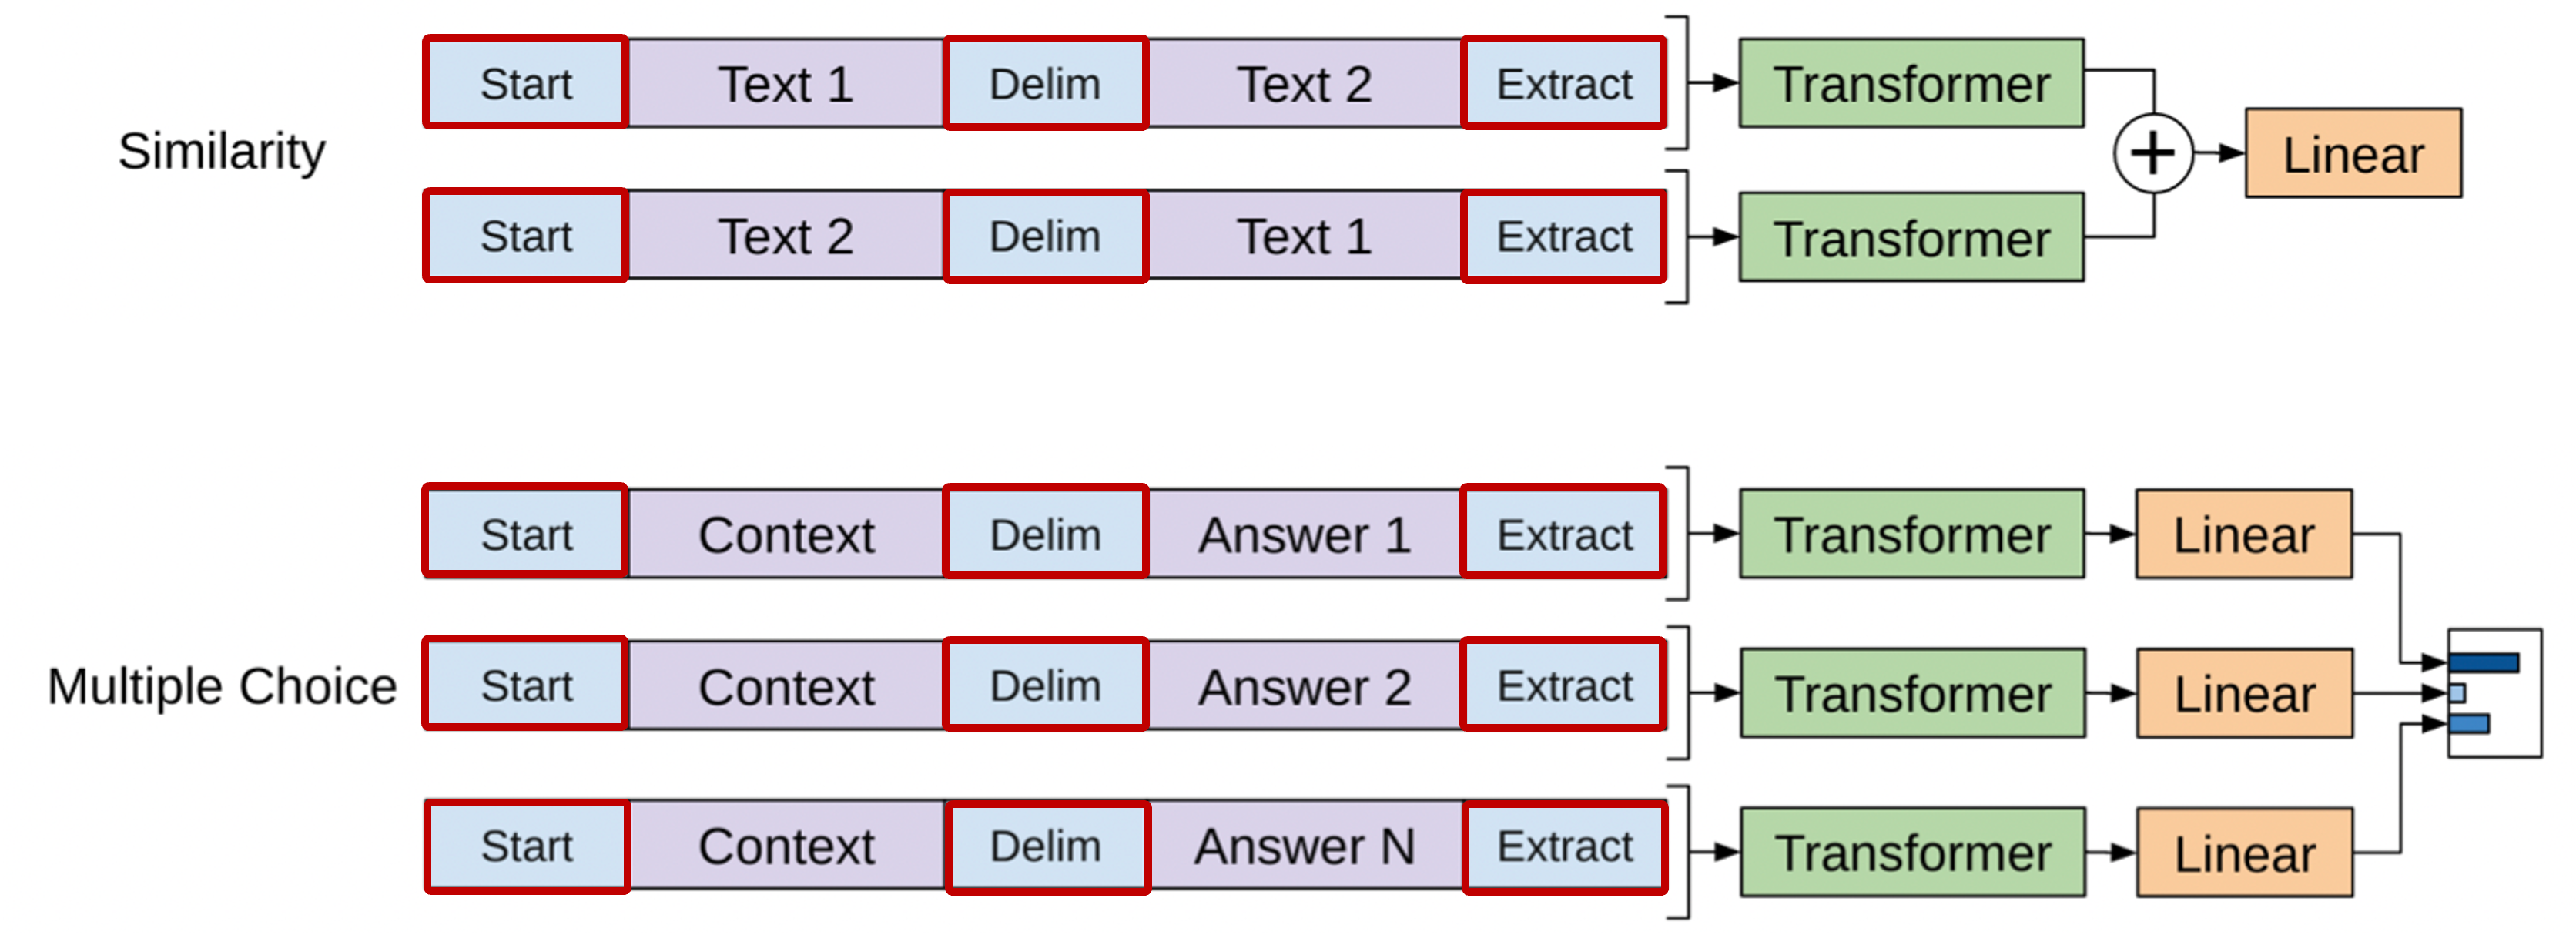 Similarity
Start Text 1 Delim Text 2 Extract Transformer
Start Text 2 Delim Text 1 Extract Transformer
+ Linear
Multiple Choice
Start Context Delim Answer 1 Extract Transformer Linear
Start Context Delim Answer 2 Extract Transformer Linear
Start Context Delim Answer N Extract Transformer Linear